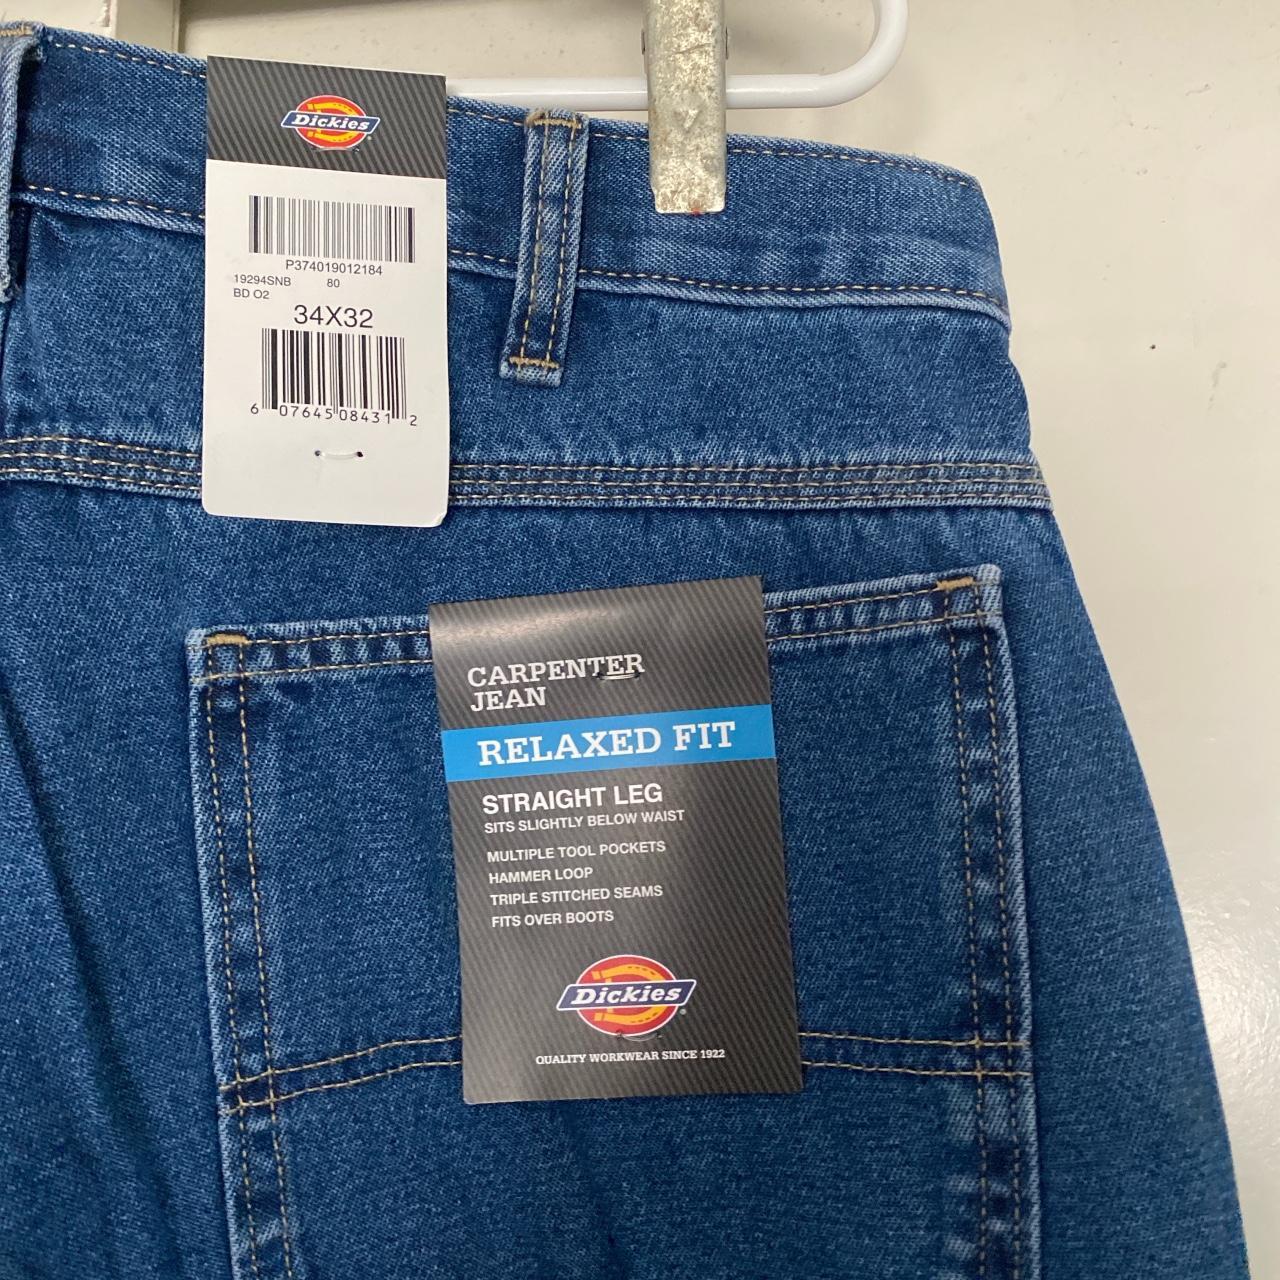 Dickies
P374019012184
19294SNB 80
BD O2
34X32
6 07645 08431 2
CARPENTER
JEAN
RELAXED FIT
STRAIGHT LEG
SITS SLIGHTLY BELOW WAIST
MULTIPLE TOOL POCKETS
HAMMER LOOP
TRIPLE STITCHED SEAMS
FITS OVER BOOTS
Dickies
QUALITY WORKWEAR SINCE 1922